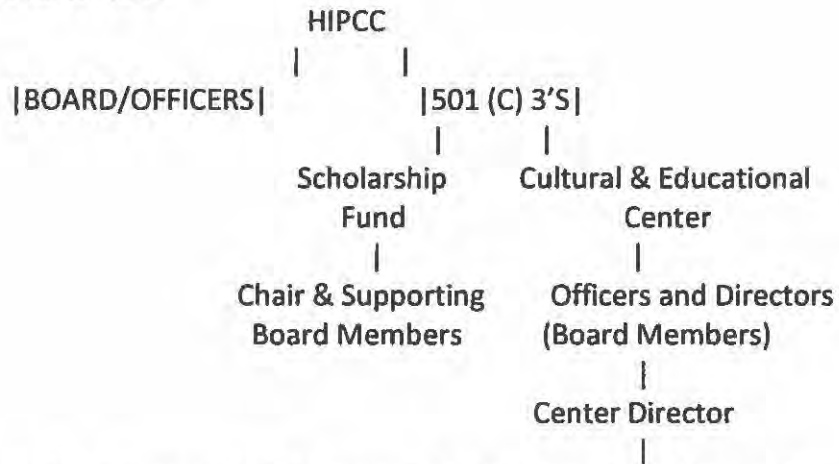 HIPCC
|BOARD/OFFICERS| |501 (C) 3'S|
Scholarship Cultural & Educational
Fund Center
Chair & Supporting Officers and Directors
Board Members (Board Members)
Center Director